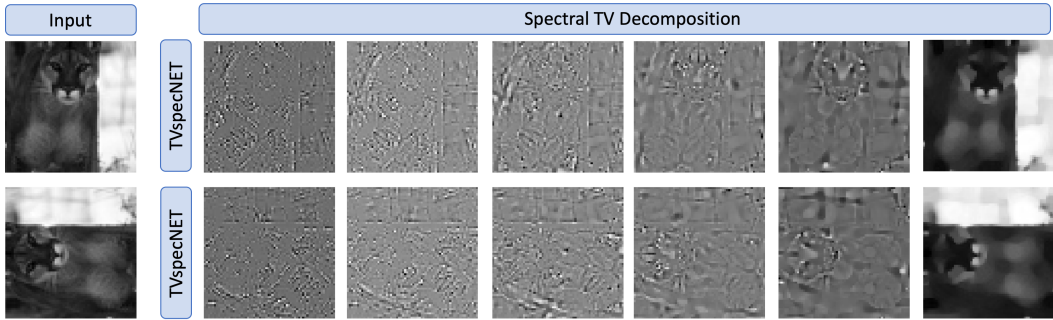 Input
Spectral TV Decomposition
TVspecNET
TVspecNET